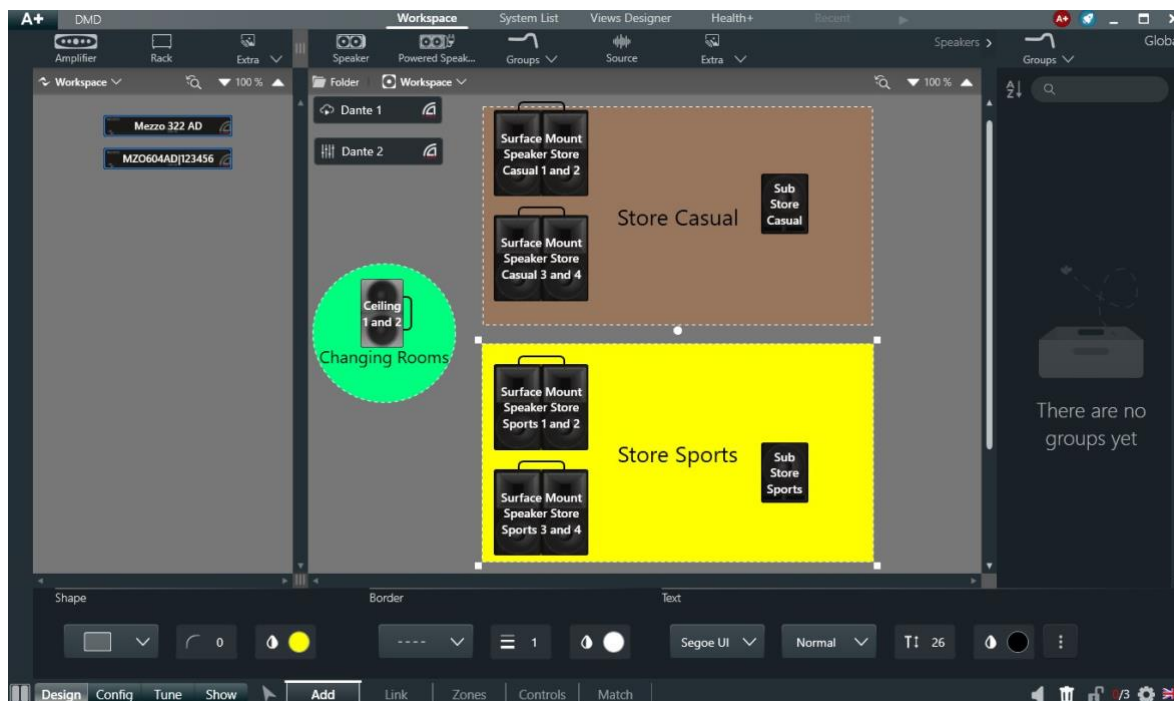 A+ DMD Workspace System List Views Designer Health+ Recent A+
Amplifier Rack Extra Speaker Powered Speak... Groups Source Extra Speakers Groups Globa
Workspace 100 % Folder Workspace 100 %
Mezzo 322 AD
MZO604AD|123456
Dante 1
Dante 2
Surface Mount
Speaker Store
Casual 1 and 2
Surface Mount
Speaker Store
Casual 3 and 4
Store Casual
Sub
Store
Casual
Ceiling
1 and 2
Changing Rooms
Surface Mount
Speaker Store
Sports 1 and 2
Surface Mount
Speaker Store
Sports 3 and 4
Store Sports
Sub
Store
Sports
A
Z
There are no
groups yet
Shape Border Text
0 1 Segoe UI Normal 26
Design Config Tune Show Add Link Zones Controls Match 0/3